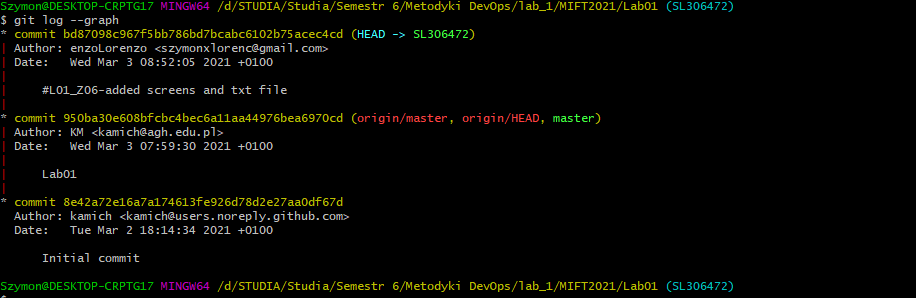 Szymon@DESKTOP-CRPTG17 MINGW64 /d/STUDIA/Studia/Semestr 6/Metodyki DevOps/lab_1/MIFT2021/Lab01 (SL306472)
$ git log --graph
* commit bd87098c967f5bb786bd7bcabc6102b75acec4cd (HEAD -> SL306472)
| Author: enzoLorenzo <szymonxlorenc@gmail.com>
| Date:   Wed Mar 3 08:52:05 2021 +0100
|
|     #L01_Z06-added screens and txt file
|
* commit 950ba30e608bfcbc4bec6a11aa44976bea6970cd (origin/master, origin/HEAD, master)
| Author: KM <kamich@agh.edu.pl>
| Date:   Wed Mar 3 07:59:30 2021 +0100
|
|     Lab01
|
* commit 8e42a72e16a7a174613fe926d78d2e27aa0df67d
  Author: kamich <kamich@users.noreply.github.com>
  Date:   Tue Mar 2 18:14:34 2021 +0100

      Initial commit

Szymon@DESKTOP-CRPTG17 MINGW64 /d/STUDIA/Studia/Semestr 6/Metodyki DevOps/lab_1/MIFT2021/Lab01 (SL306472)